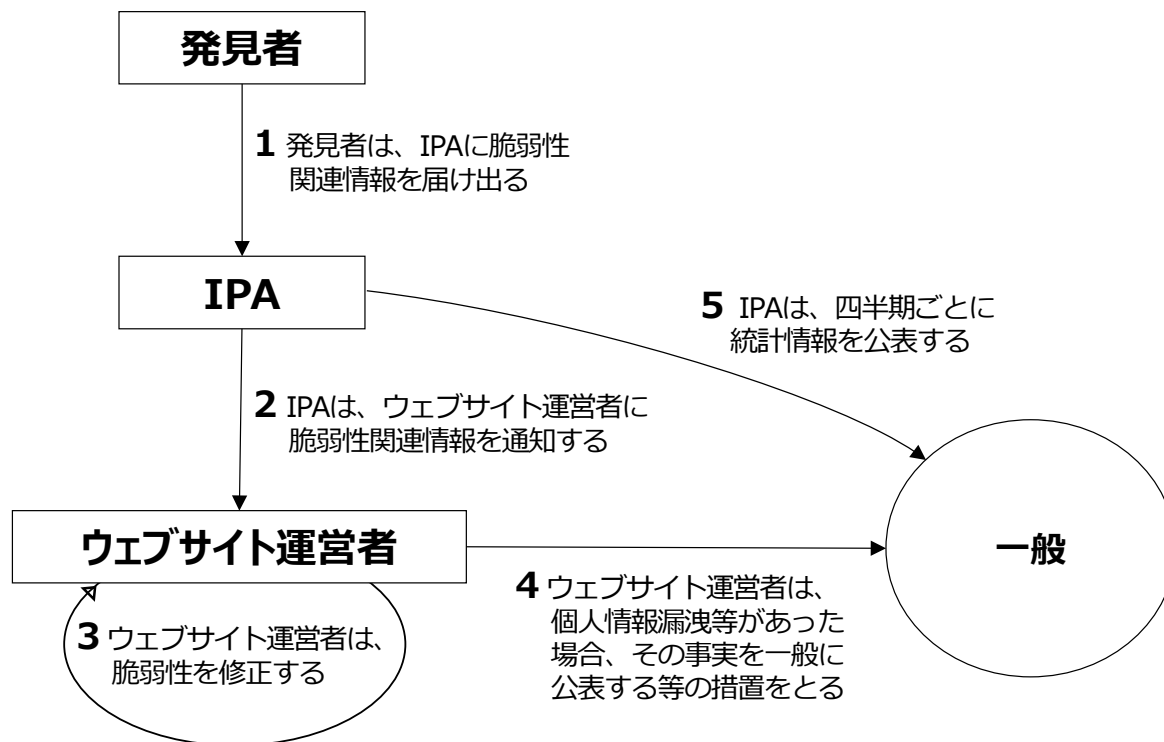 発見者
1 発見者は、IPAに脆弱性
関連情報を届け出る
IPA
5 IPAは、四半期ごとに
統計情報を公表する
2 IPAは、ウェブサイト運営者に
脆弱性関連情報を通知する
ウェブサイト運営者
一般
3 ウェブサイト運営者は、
脆弱性を修正する
4 ウェブサイト運営者は、
個人情報漏洩等があった
場合、その事実を一般に
公表する等の措置をとる